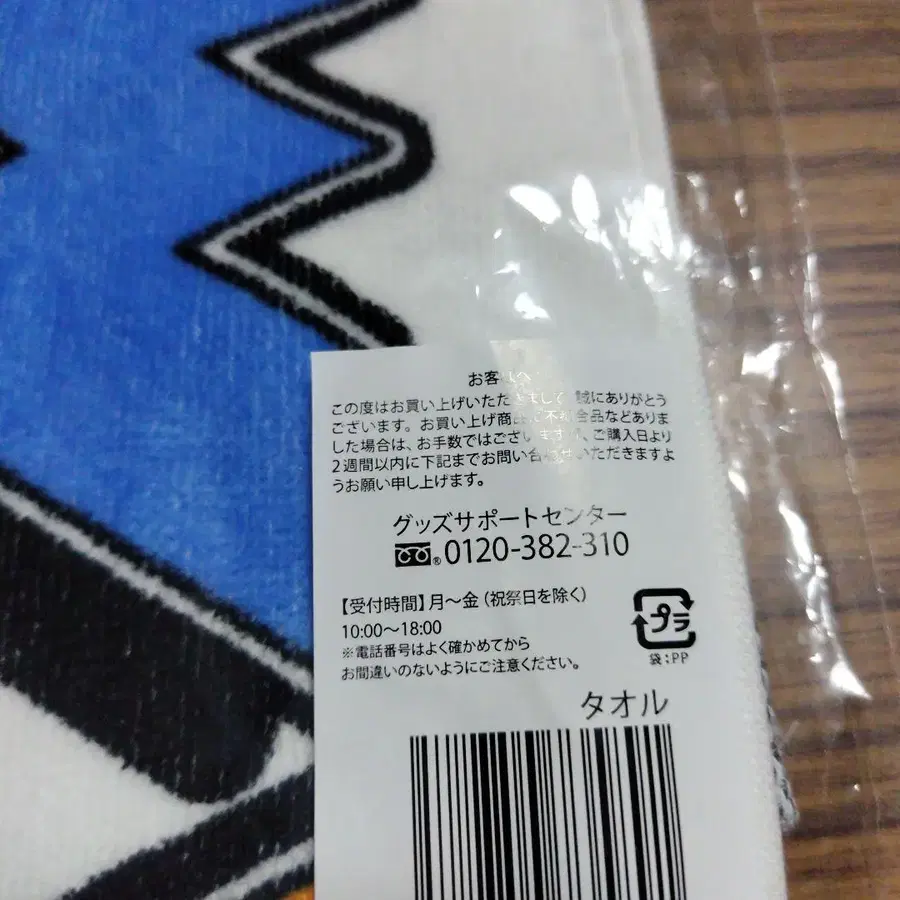 お客様へ
この度はお買い上げいただきまして誠にありがとう
ございます。お買い上げ商品に不具合品などありま
した場合は、お手数ではございますが、ご購入日より
2週間以内に下記までお問い合わせいただきますよ
うお願い申し上げます。
グッズサポートセンター
® 0120-382-310
【受付時間】月〜金（祝祭日を除く）
10:00〜18:00
※電話番号はよく確かめてから
お間違いのないようにご注意ください。
プラ
袋：PP
タオル